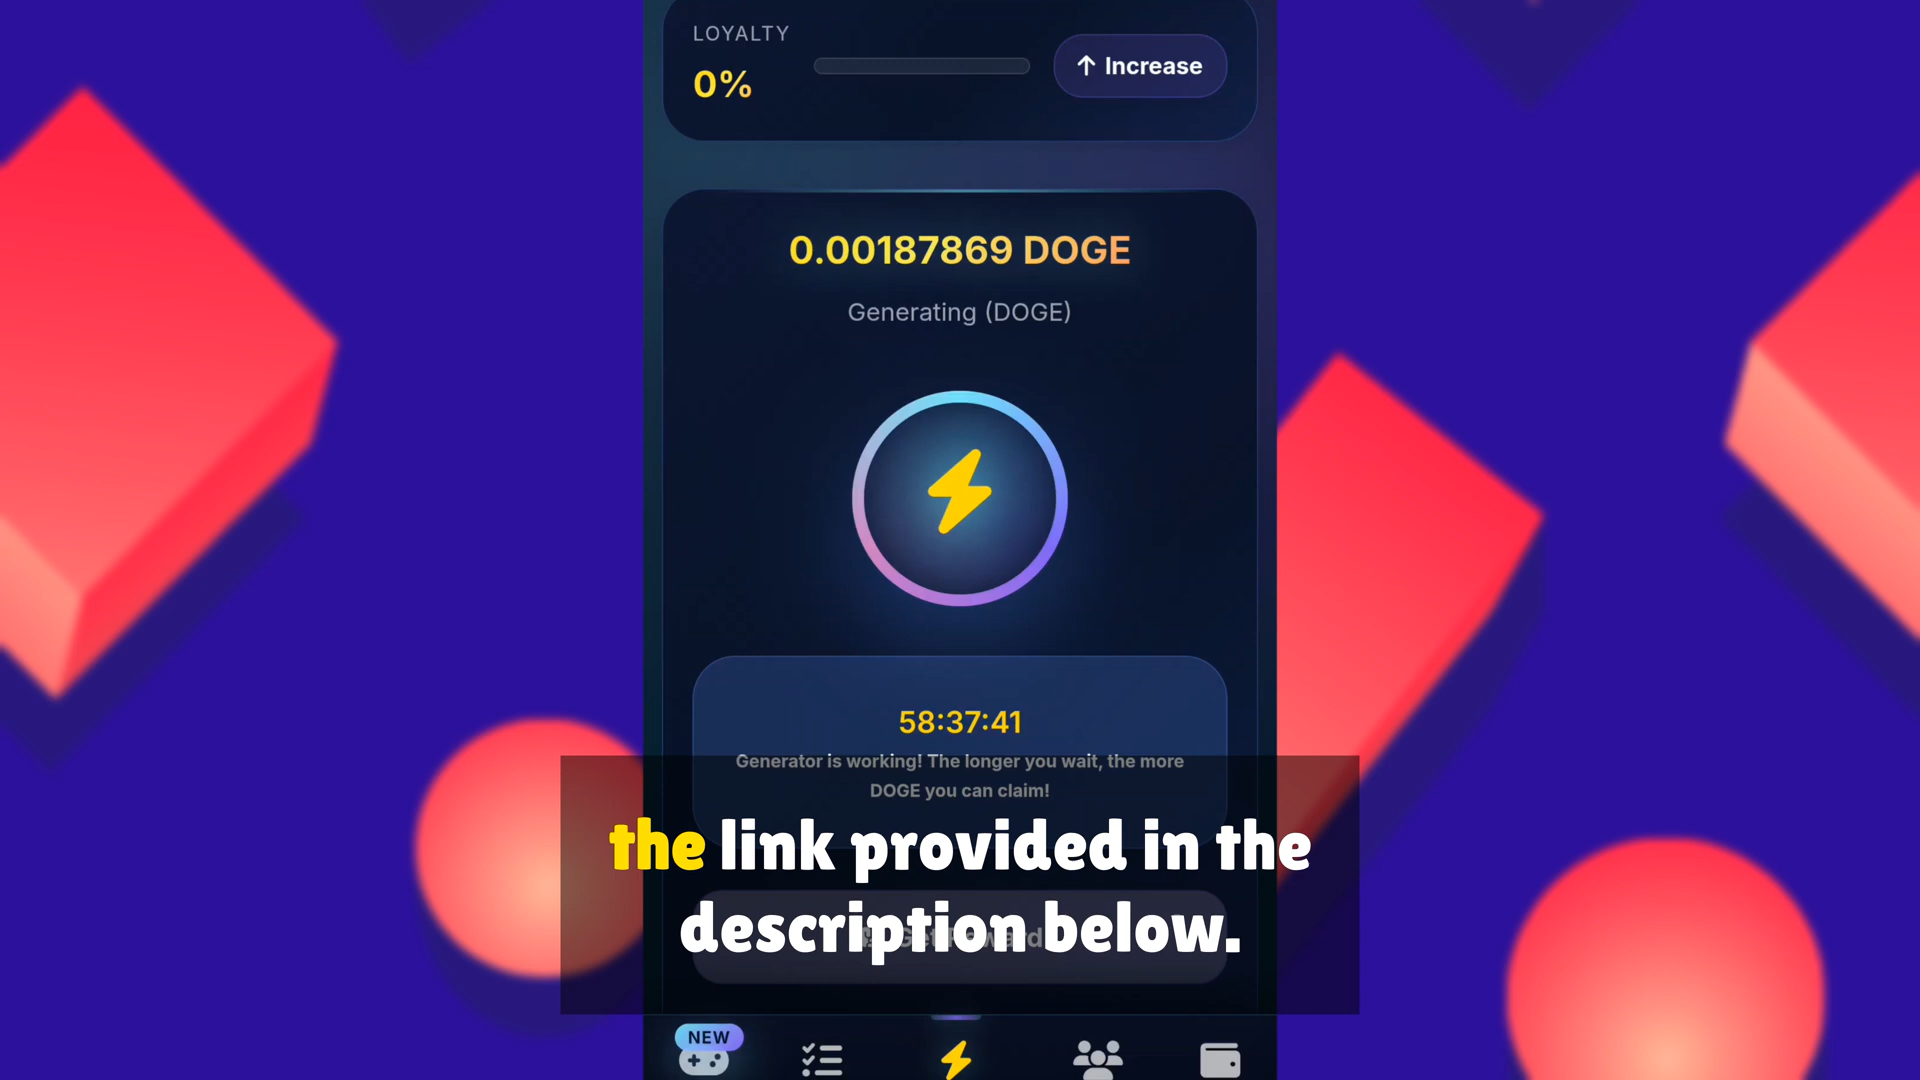 LOYALTY
0%
↑ Increase
0.00187869 DOGE
Generating (DOGE)
58:37:41
Generator is working! The longer you wait, the more
DOGE you can claim!
the link provided in the
description below.
NEW